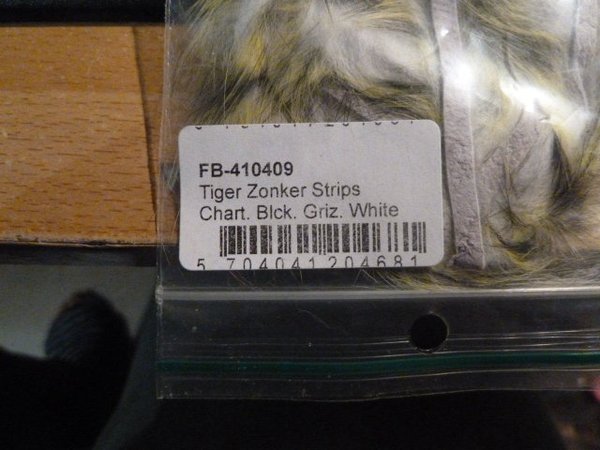 FB-410409
Tiger Zonker Strips
Chart. Blck. Griz. White
5 704041 204681